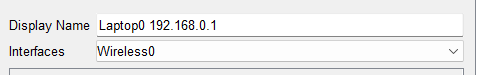 Display Name Laptop0 192.168.0.1
Interfaces Wireless0